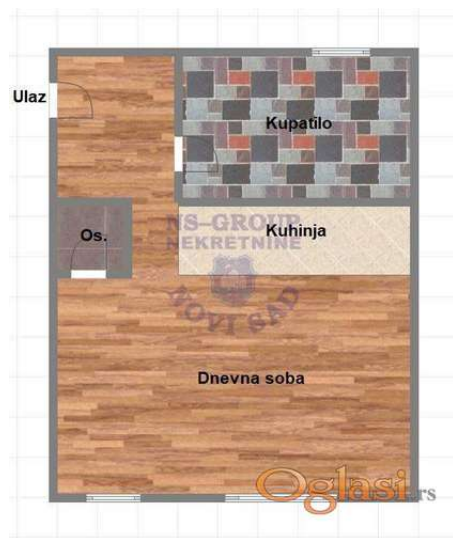 Ulaz
Kupatilo
Os.
NS-GROUP
Kuhinja
NEKRETNINE
NOVI SAD
Dnevna soba
Oglasi.rs